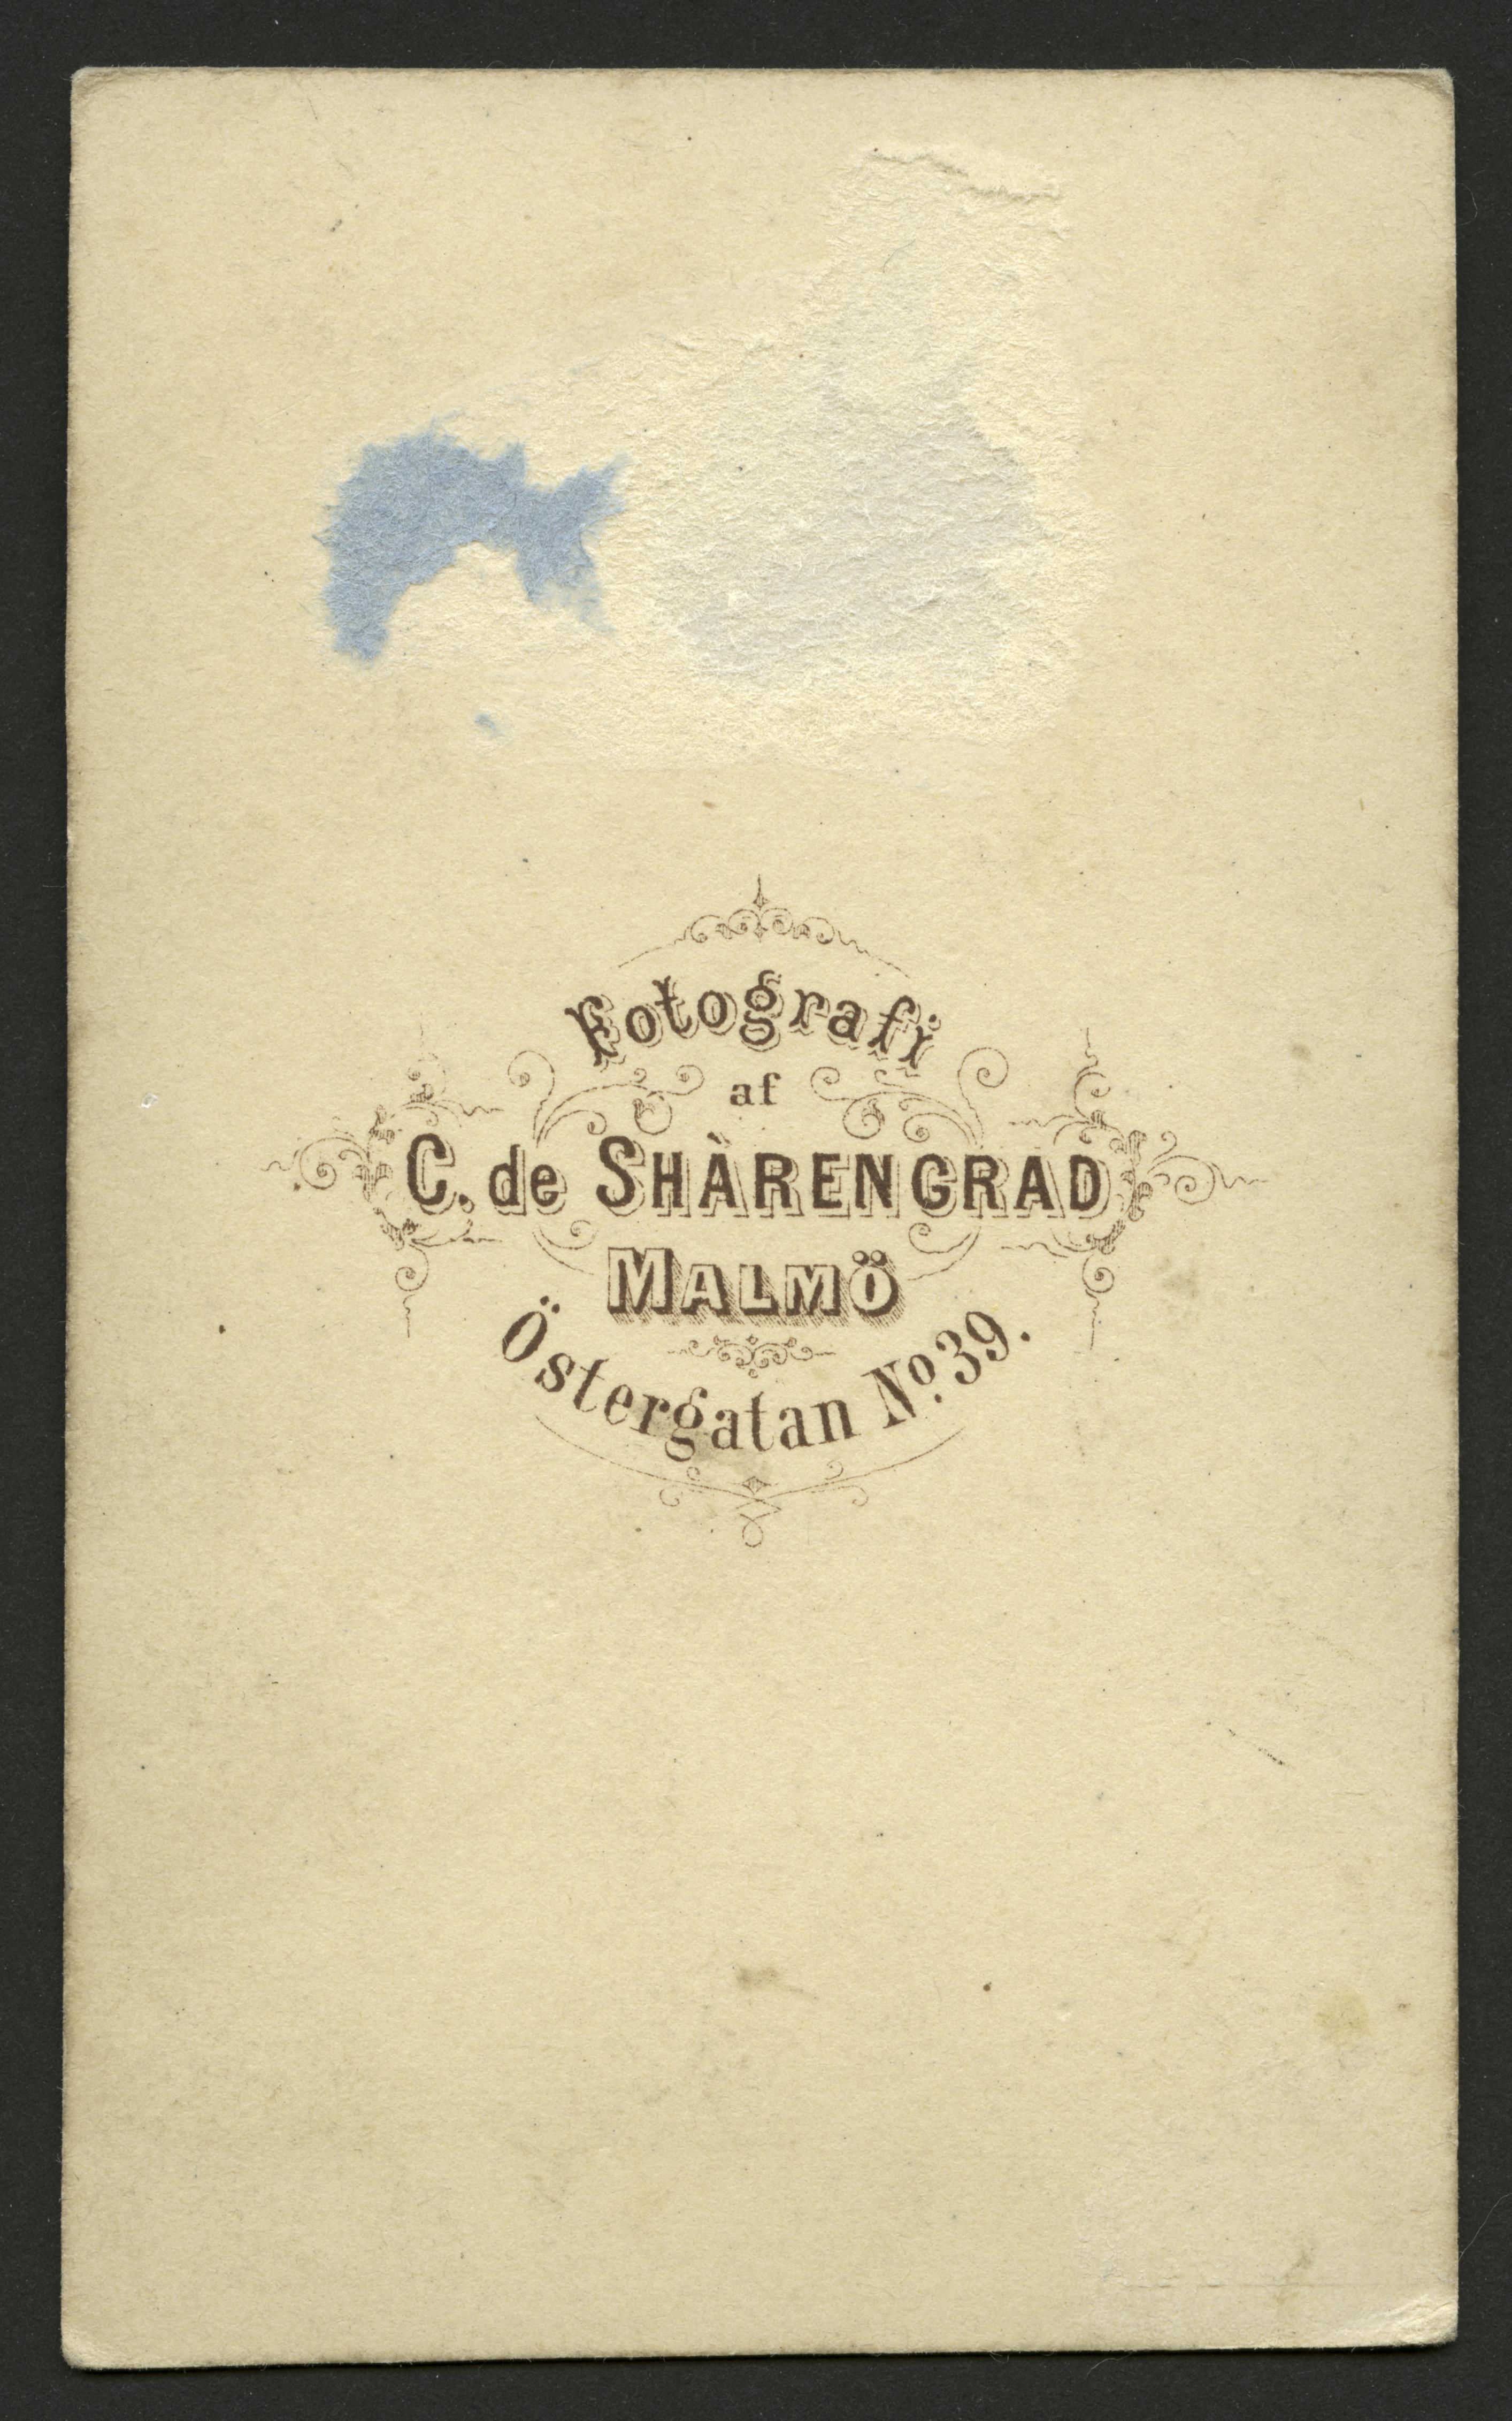 Fotografi
af
C. de SHÀRENGRAD
MALMÖ
Östergatan No. 39.